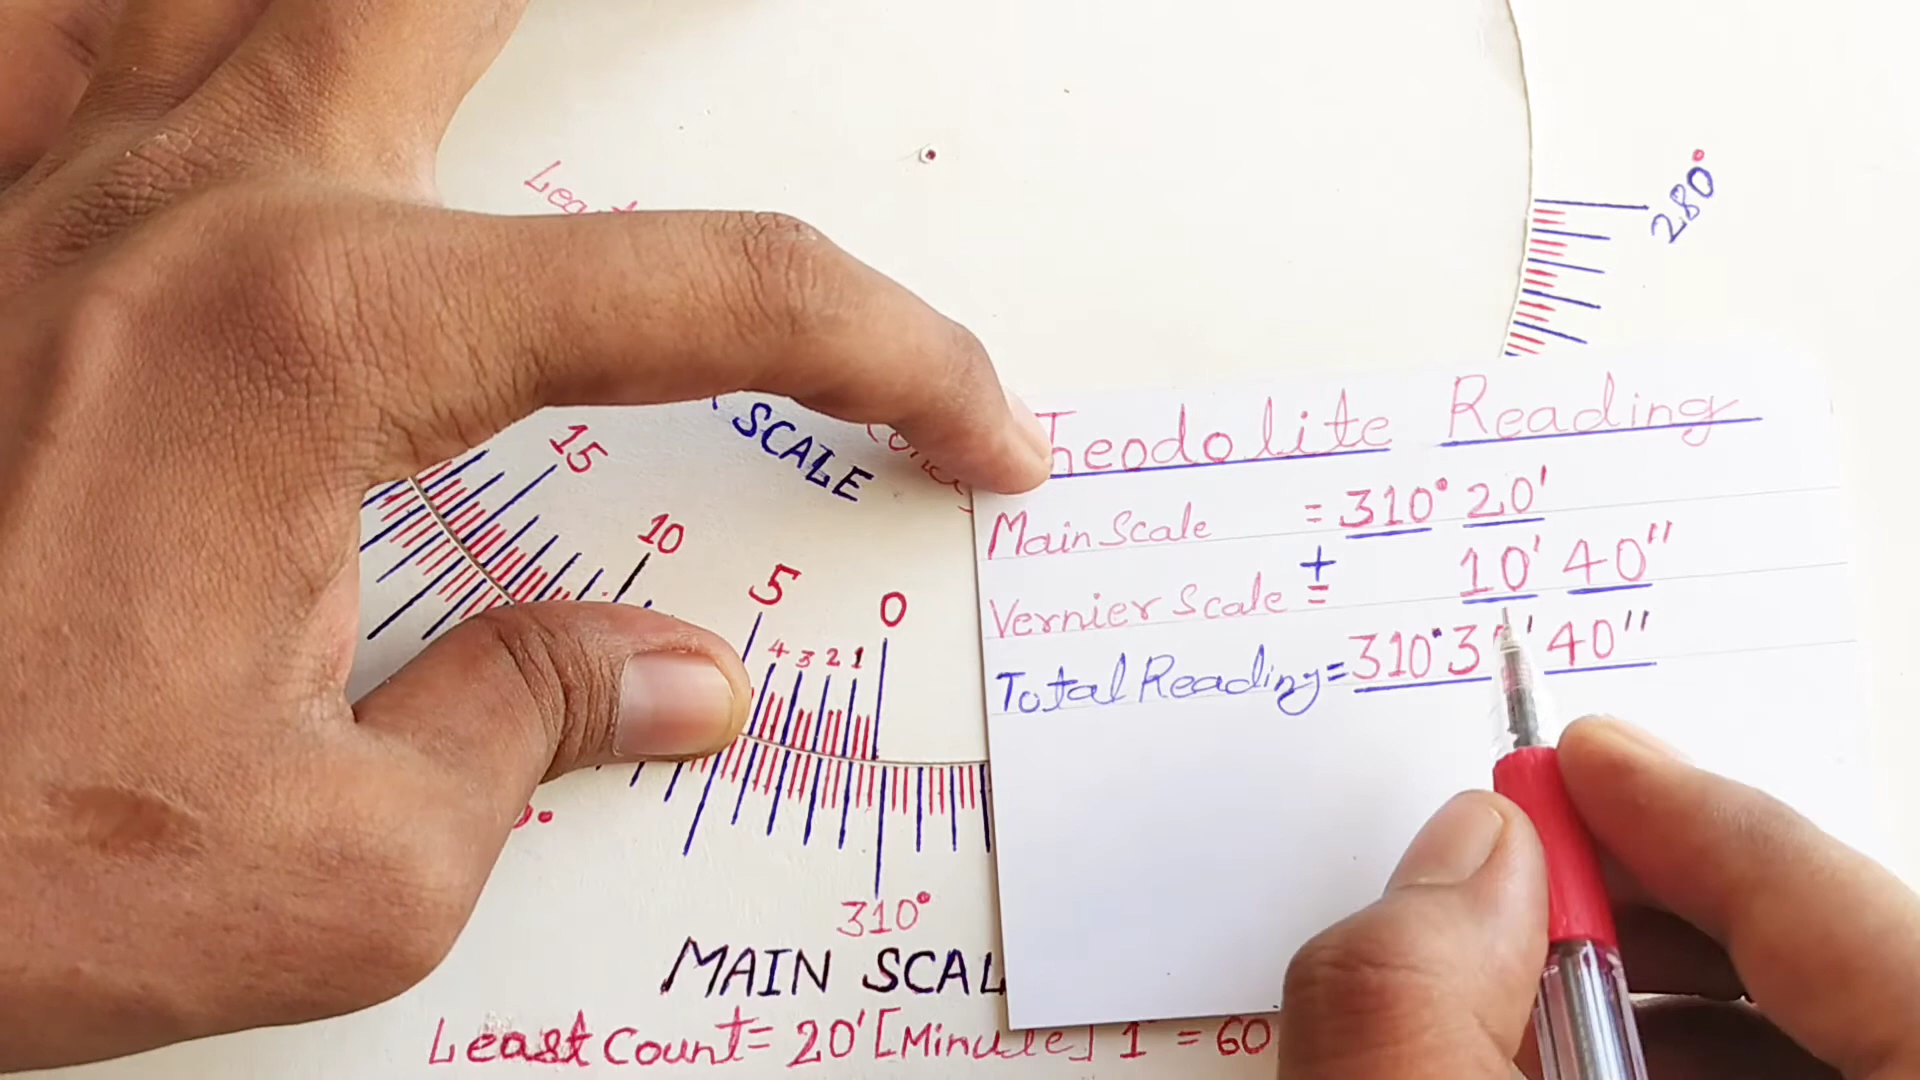 280°
SCALE
15
10
5
0
4 3 2 1
Theodolite Reading
Main Scale = 310° 20'
+
Vernier Scale = 10' 40"
Total Reading = 310° 3 ' 40"
310°
MAIN SCAL
Least Count = 20' [Minute] 1 = 60